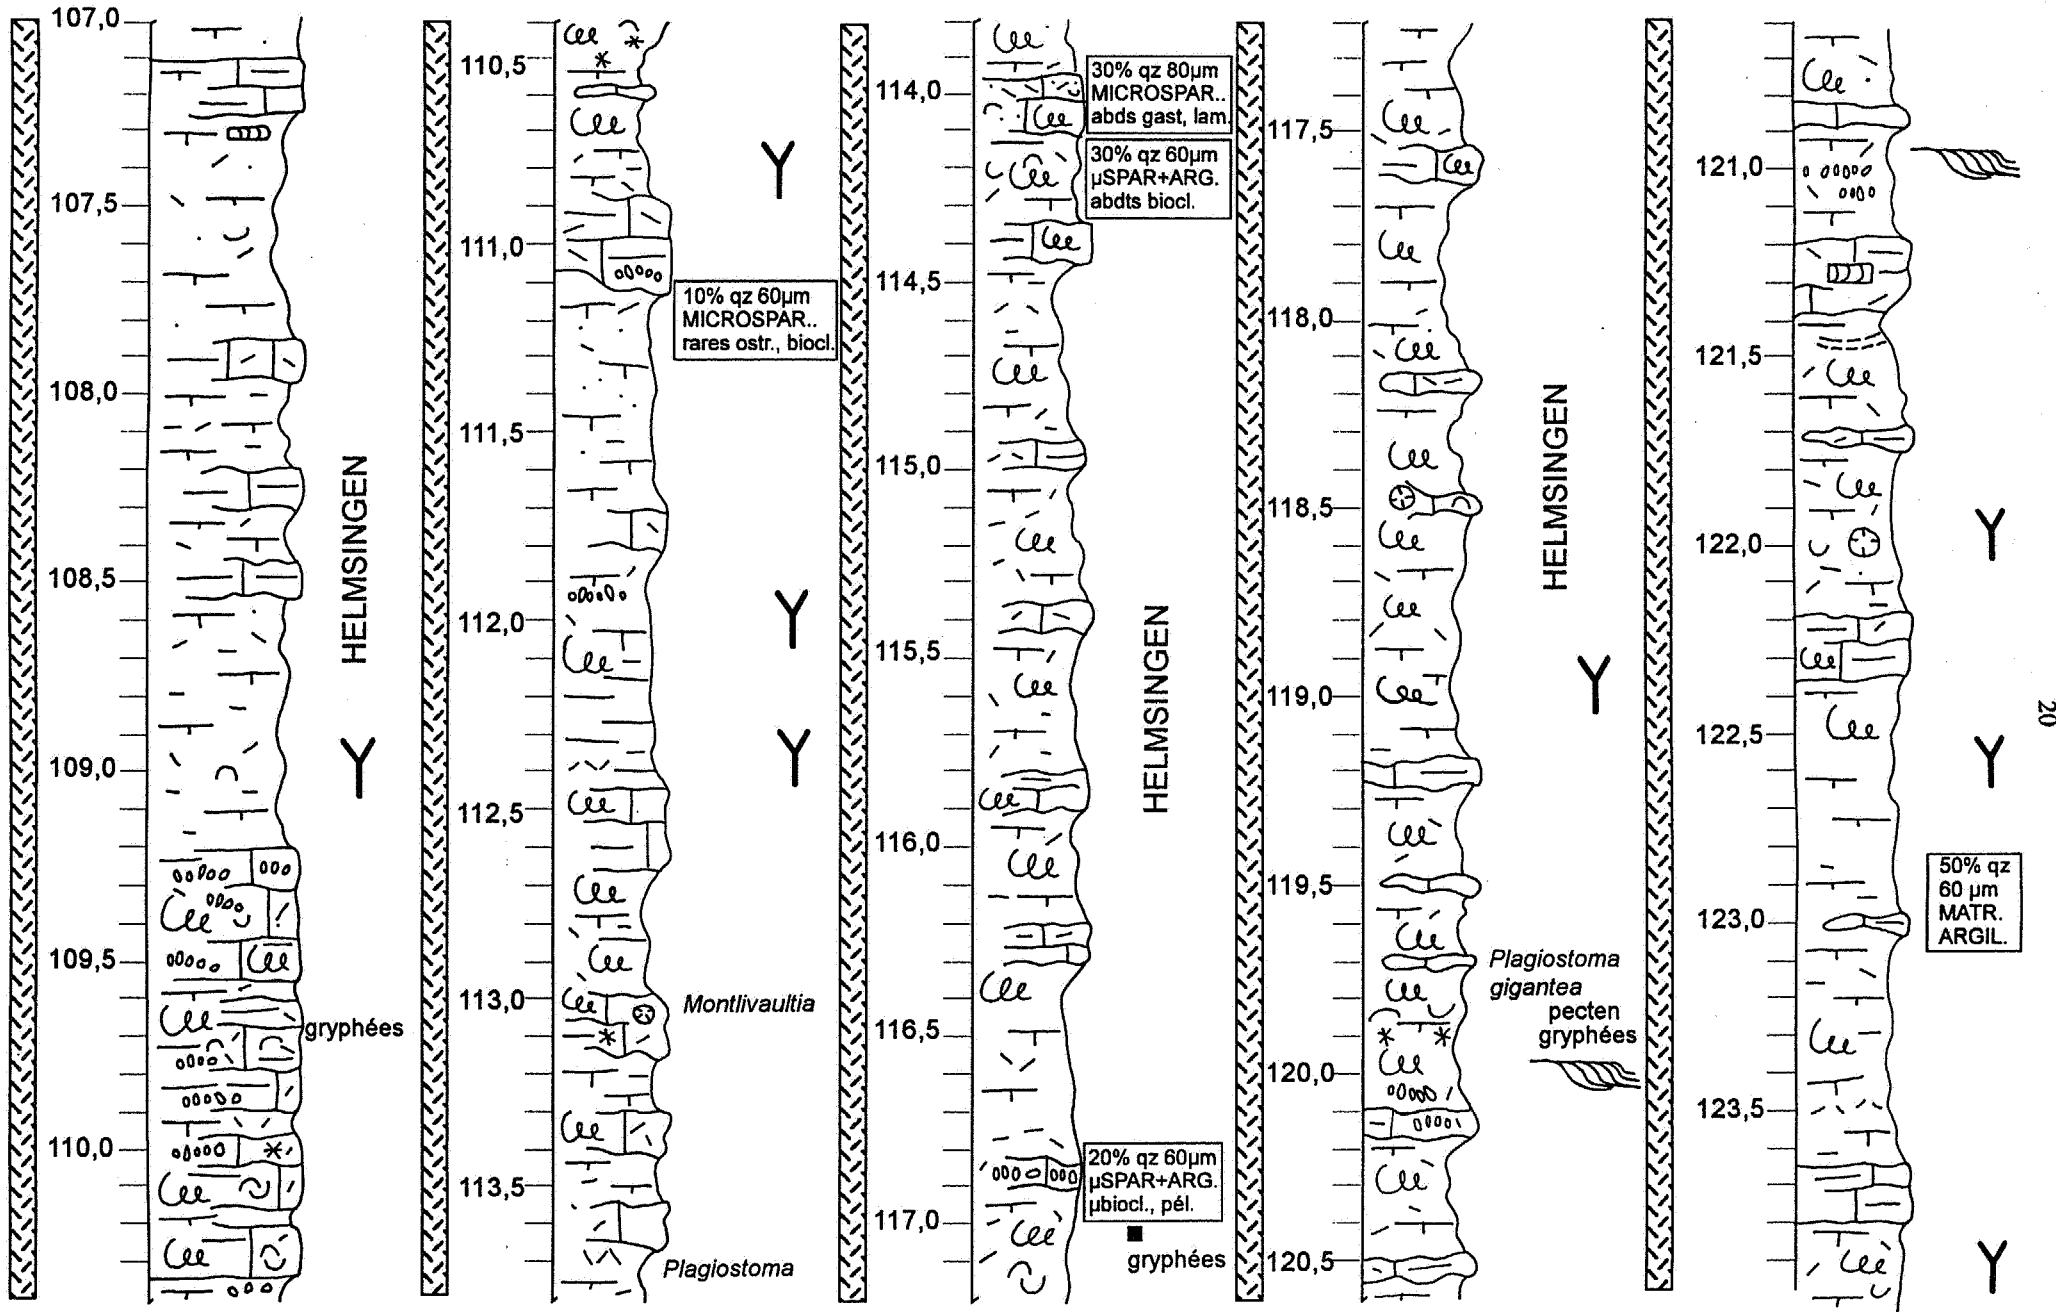 107,0
107,5
108,0
108,5
109,0
109,5
110,0
HELMSINGEN
gryphées
110,5
111,0
111,5
112,0
112,5
113,0
113,5
10% qz 60µm
MICROSPAR..
rares ostr., biocl.
Montlivaultia
Plagiostoma
114,0
114,5
115,0
115,5
116,0
116,5
117,0
30% qz 80µm
MICROSPAR..
abds gast, lam.
30% qz 60µm
µSPAR+ARG.
abdts biocl.
HELMSINGEN
20% qz 60µm
µSPAR+ARG.
µbiocl., pél.
gryphées
117,5
118,0
118,5
119,0
119,5
120,0
120,5
HELMSINGEN
Plagiostoma
gigantea
pecten
gryphées
121,0
121,5
122,0
122,5
123,0
123,5
50% qz
60 µm
MATR.
ARGIL.
20